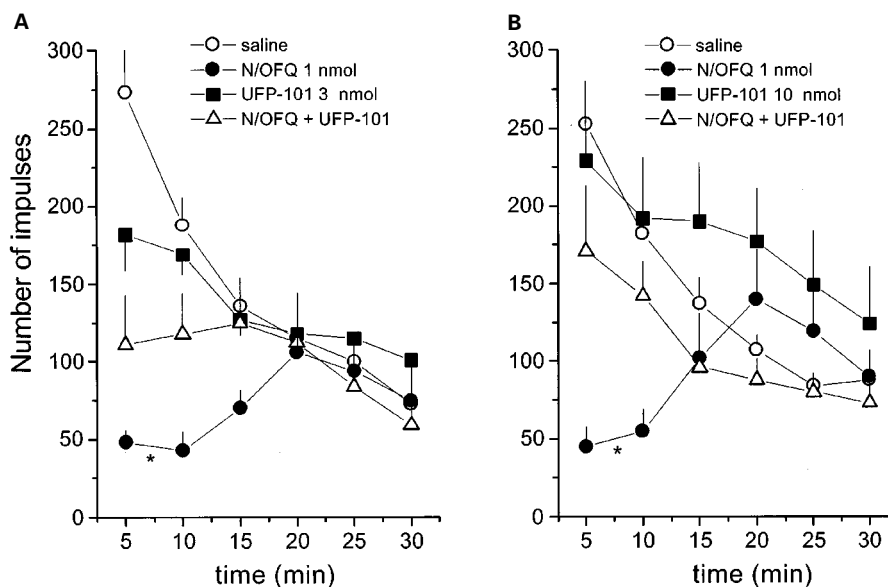 A
saline
N/OFQ 1 nmol
UFP-101 3 nmol
N/OFQ + UFP-101
Number of impulses
300
250
200
150
100
50
0
*
5 10 15 20 25 30
time (min)
B
saline
N/OFQ 1 nmol
UFP-101 10 nmol
N/OFQ + UFP-101
300
250
200
150
100
50
0
*
5 10 15 20 25 30
time (min)